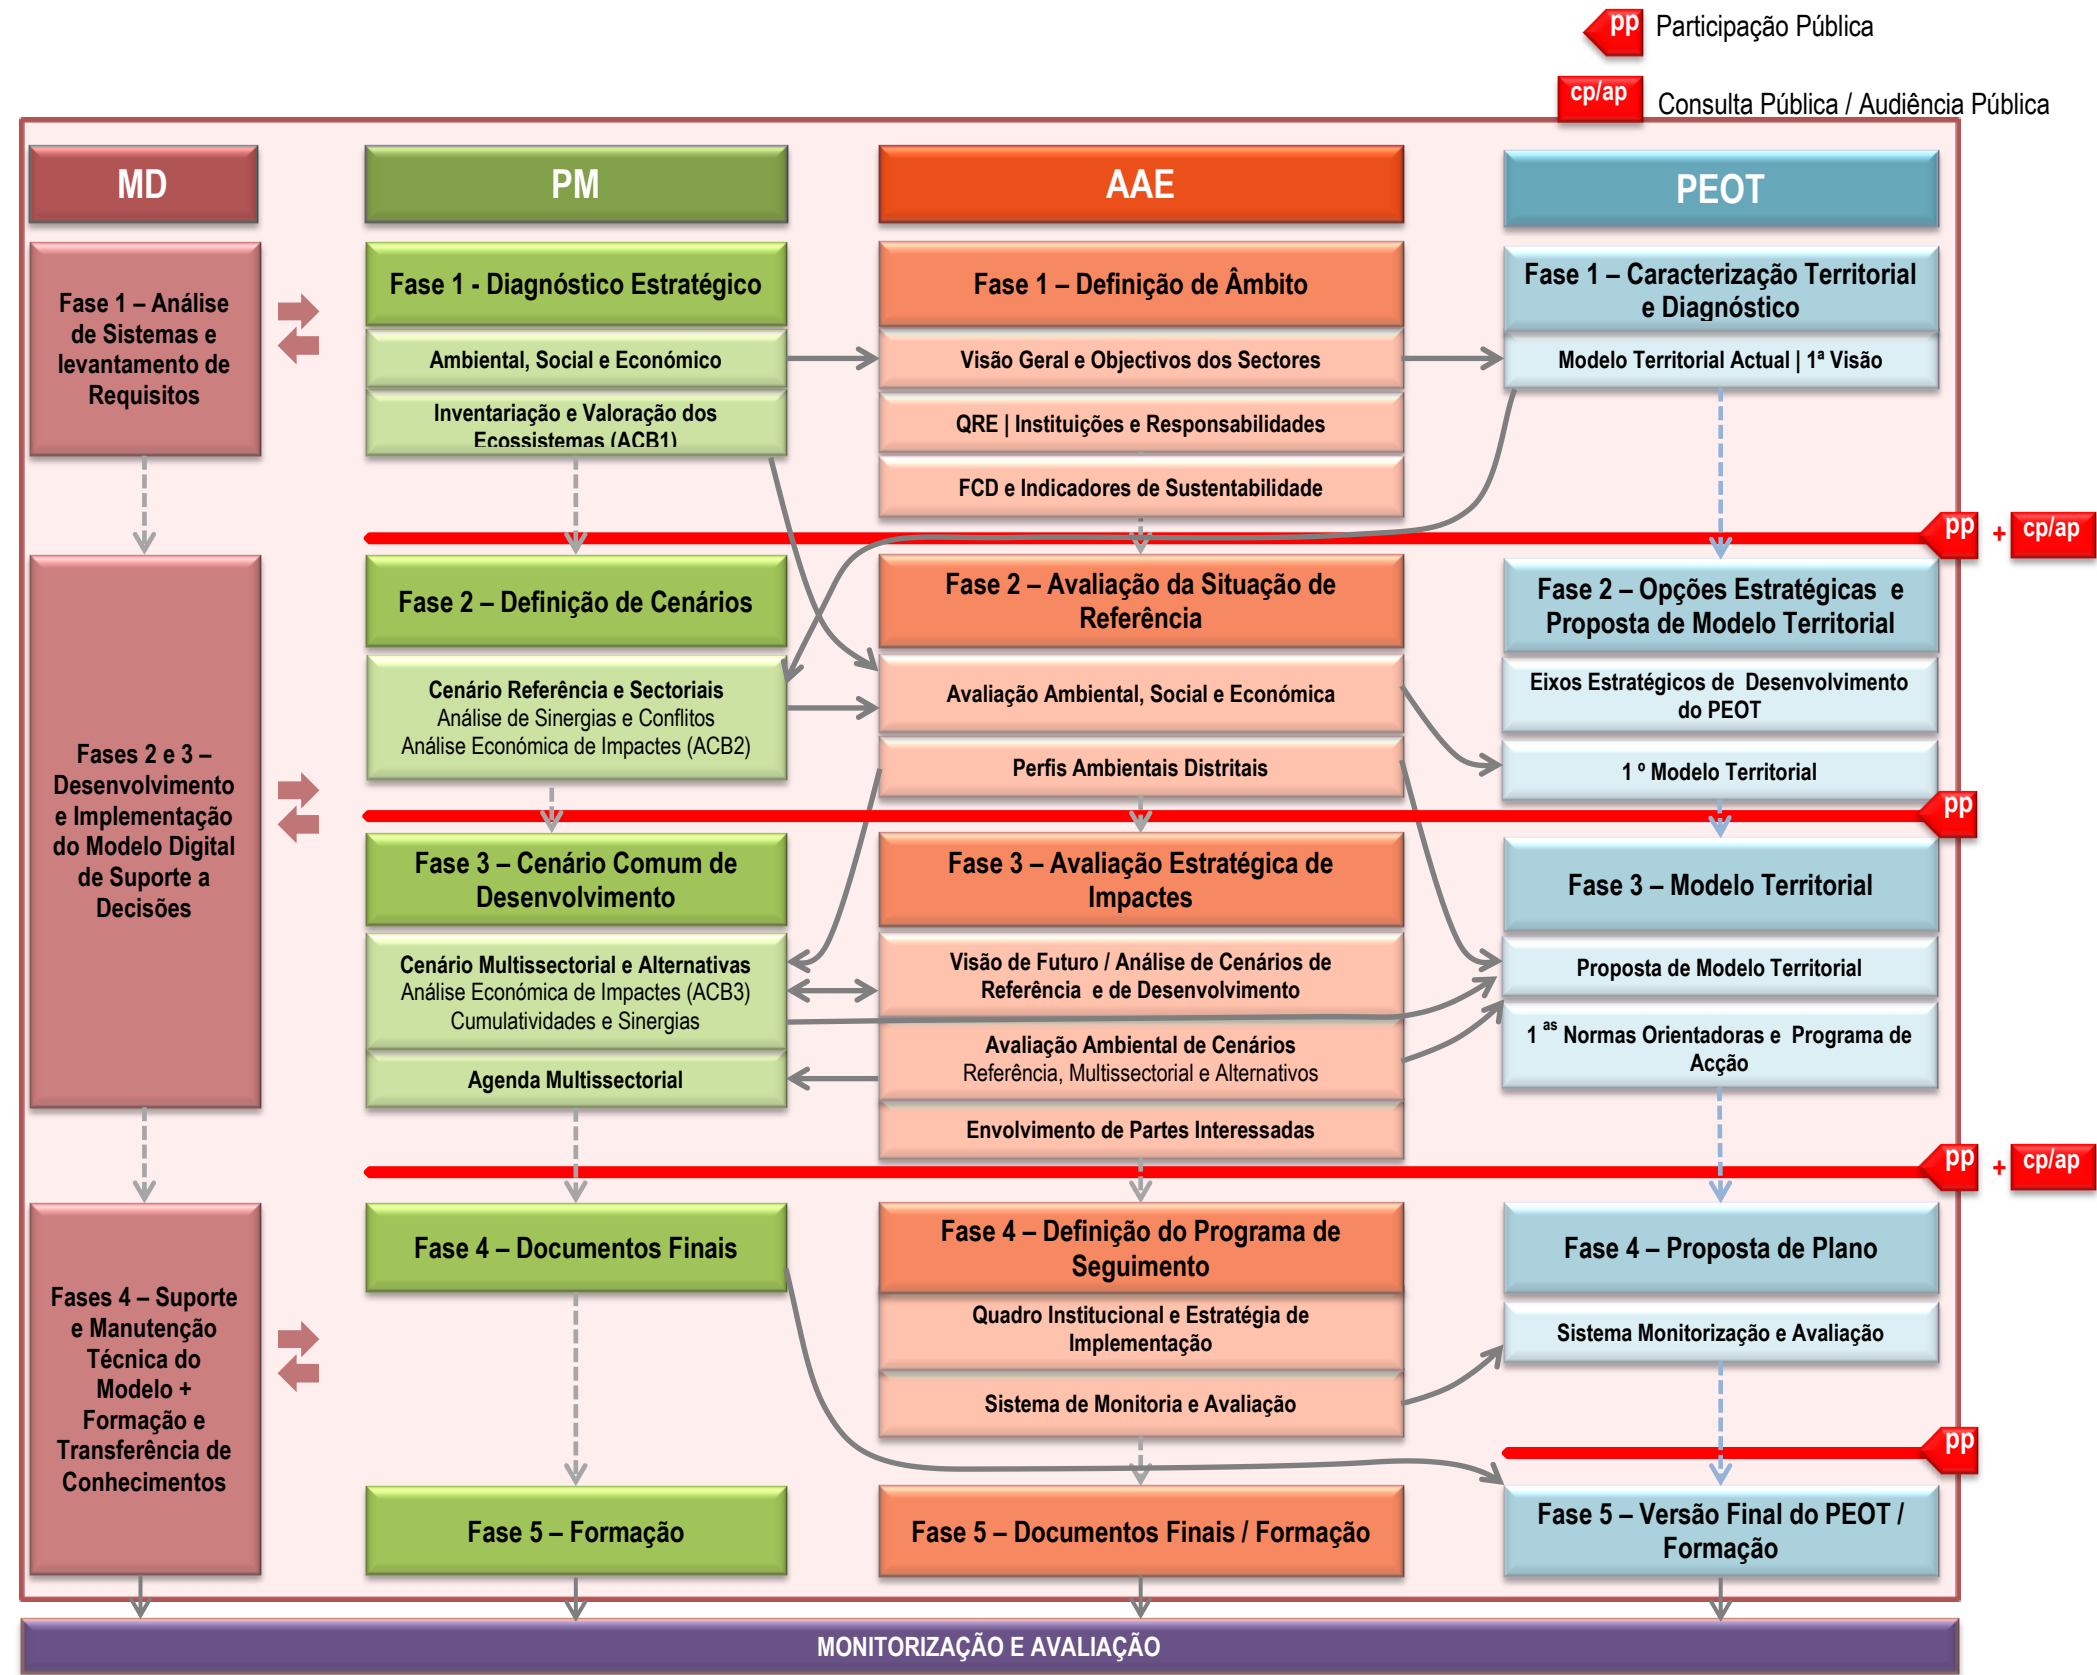 pp Participação Pública
cp/ap Consulta Pública / Audiência Pública
MD
PM
AAE
PEOT
Fase 1 – Análise
de Sistemas e
levantamento de
Requisitos
Fase 1 - Diagnóstico Estratégico
Ambiental, Social e Económico
Inventariação e Valoração dos
Ecossistemas (ACB1)
Fase 1 – Definição de Âmbito
Visão Geral e Objectivos dos Sectores
QRE | Instituições e Responsabilidades
FCD e Indicadores de Sustentabilidade
Fase 1 – Caracterização Territorial
e Diagnóstico
Modelo Territorial Actual | 1ª Visão
pp + cp/ap
Fases 2 e 3 –
Desenvolvimento
e Implementação
do Modelo Digital
de Suporte a
Decisões
Fase 2 – Definição de Cenários
Cenário Referência e Sectoriais
Análise de Sinergias e Conflitos
Análise Económica de Impactes (ACB2)
Fase 2 – Avaliação da Situação de
Referência
Avaliação Ambiental, Social e Económica
Perfis Ambientais Distritais
Fase 2 – Opções Estratégicas e
Proposta de Modelo Territorial
Eixos Estratégicos de Desenvolvimento
do PEOT
1 º Modelo Territorial
pp
Fase 3 – Cenário Comum de
Desenvolvimento
Cenário Multissectorial e Alternativas
Análise Económica de Impactes (ACB3)
Cumulatividades e Sinergias
Agenda Multissectorial
Fase 3 – Avaliação Estratégica de
Impactes
Visão de Futuro / Análise de Cenários de
Referência e de Desenvolvimento
Avaliação Ambiental de Cenários
Referência, Multissectorial e Alternativos
Envolvimento de Partes Interessadas
Fase 3 – Modelo Territorial
Proposta de Modelo Territorial
1 as Normas Orientadoras e Programa de
Acção
pp + cp/ap
Fases 4 – Suporte
e Manutenção
Técnica do
Modelo +
Formação e
Transferência de
Conhecimentos
Fase 4 – Documentos Finais
Fase 4 – Definição do Programa de
Seguimento
Quadro Institucional e Estratégia de
Implementação
Sistema de Monitoria e Avaliação
Fase 4 – Proposta de Plano
Sistema Monitorização e Avaliação
pp
Fase 5 – Formação
Fase 5 – Documentos Finais / Formação
Fase 5 – Versão Final do PEOT /
Formação
MONITORIZAÇÃO E AVALIAÇÃO